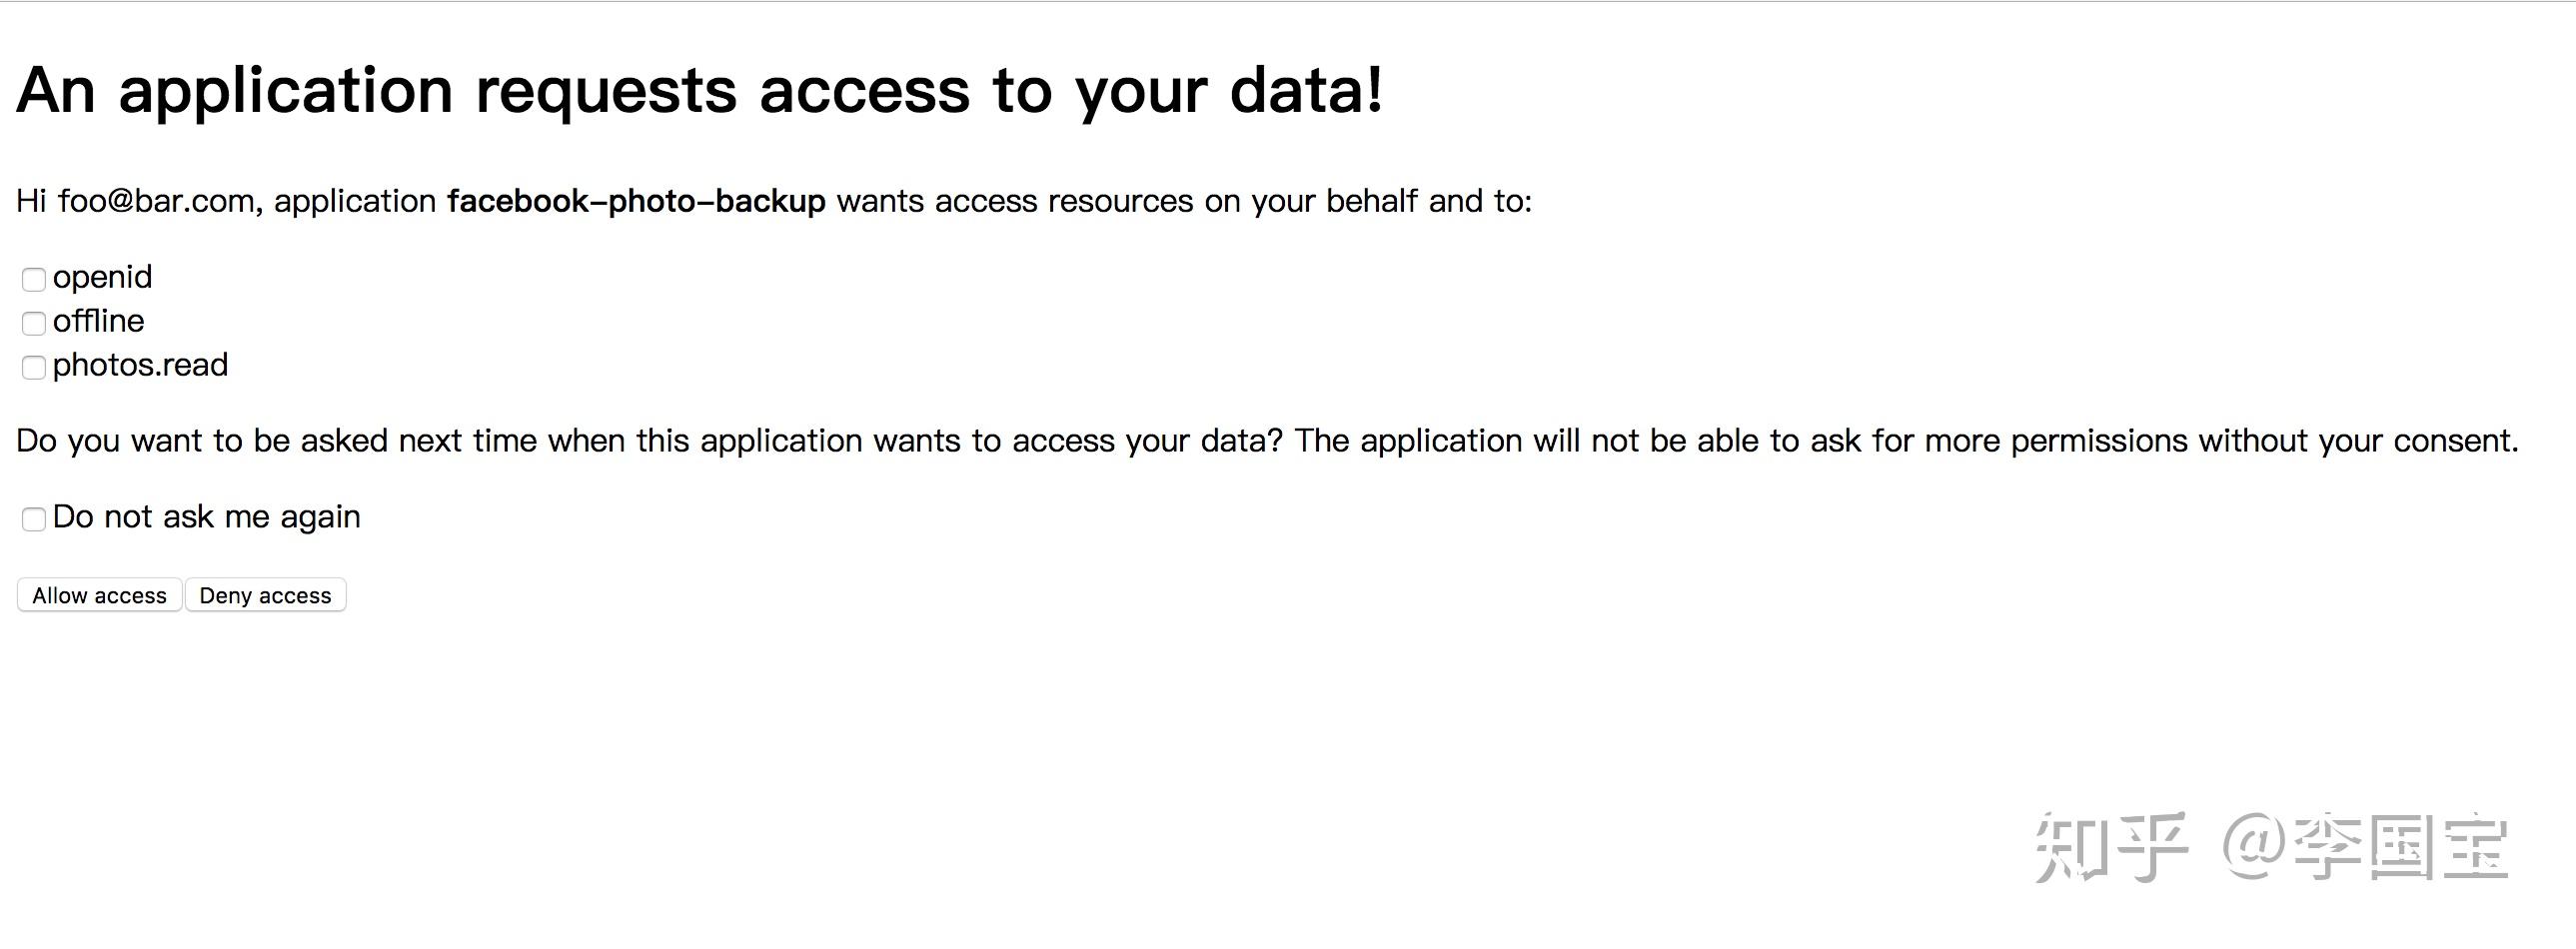 An application requests access to your data!
Hi foo@bar.com, application facebook-photo-backup wants access resources on your behalf and to:
openid
offline
photos.read
Do you want to be asked next time when this application wants to access your data? The application will not be able to ask for more permissions without your consent.
Do not ask me again
Allow access Deny access
知乎 @李国宝